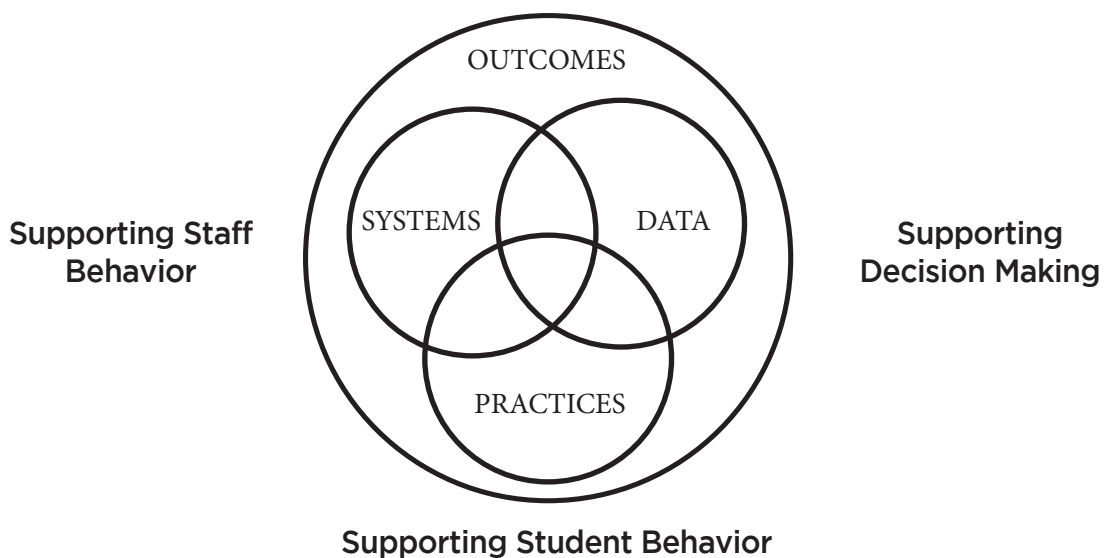 OUTCOMES
SYSTEMS
DATA
Supporting Staff
Behavior
Supporting
Decision Making
PRACTICES
Supporting Student Behavior